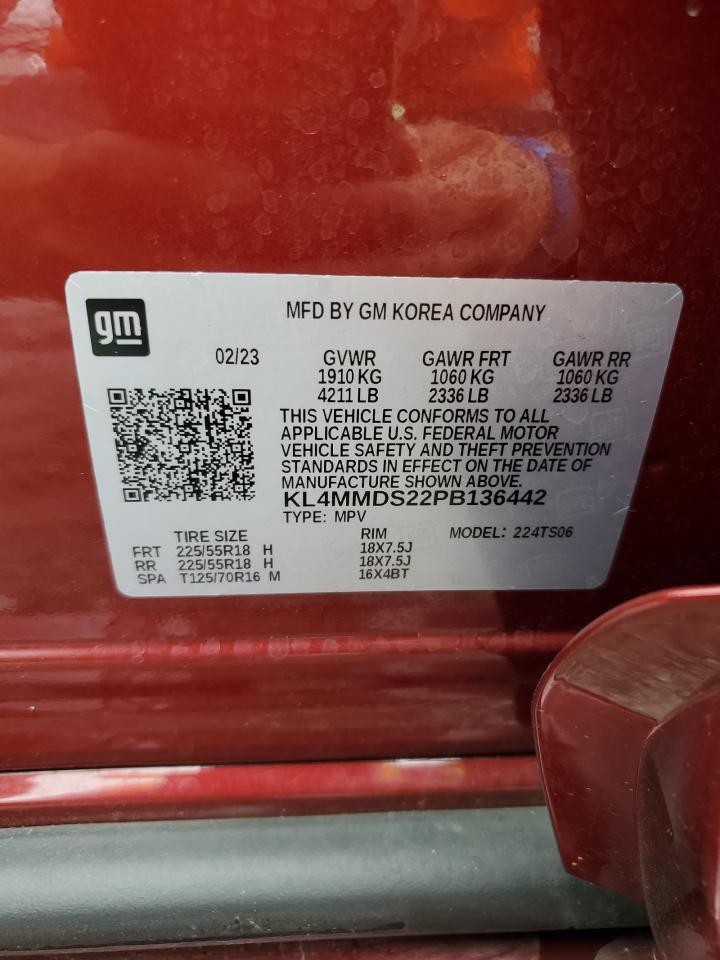 gm
MFD BY GM KOREA COMPANY
02/23 GVWR GAWR FRT GAWR RR
1910 KG 1060 KG 1060 KG
4211 LB 2336 LB 2336 LB
THIS VEHICLE CONFORMS TO ALL
APPLICABLE U.S. FEDERAL MOTOR
VEHICLE SAFETY AND THEFT PREVENTION
STANDARDS IN EFFECT ON THE DATE OF
MANUFACTURE SHOWN ABOVE.
KL4MMDS22PB136442
TYPE: MPV MODEL: 224TS06
TIRE SIZE RIM
FRT 225/55R18 H 18X7.5J
RR 225/55R18 H 18X7.5J
SPA T125/70R16 M 16X4BT